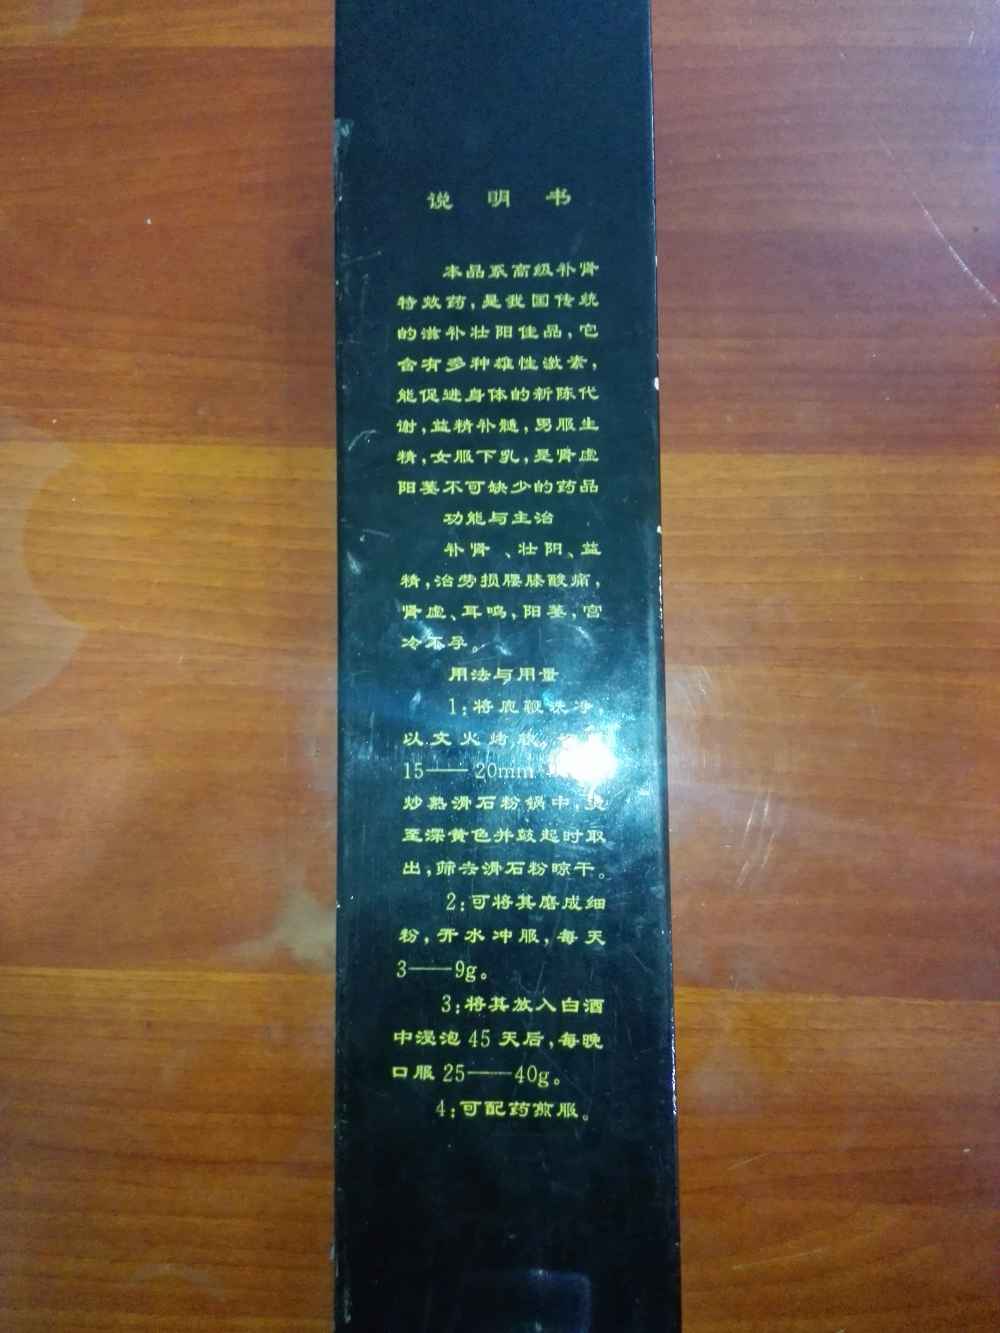 说 明 书
本品系高级补肾
特效药,是我国传统
的滋补壮阳佳品,它
含有多种雄性激素,
能促进身体的新陈代
谢,益精补髓,男服生
精,女服下乳,是肾虚
阳萎不可缺少的药品
功能与主治
补肾、壮阳、益
精,治劳损腰膝酸痛,
肾虚、耳鸣,阳萎,宫
冷不孕。
用法与用量
1:将鹿鞭洗净,
以文火烤软,
15——20mm
炒熟滑石粉锅中,烫
至深黄色并鼓起时取
出,筛去滑石粉晾干。
2:可将其磨成细
粉,开水冲服,每天
3——9g。
3:将其放入白酒
中浸泡45天后,每晚
口服25——40g。
4:可配药煎服。